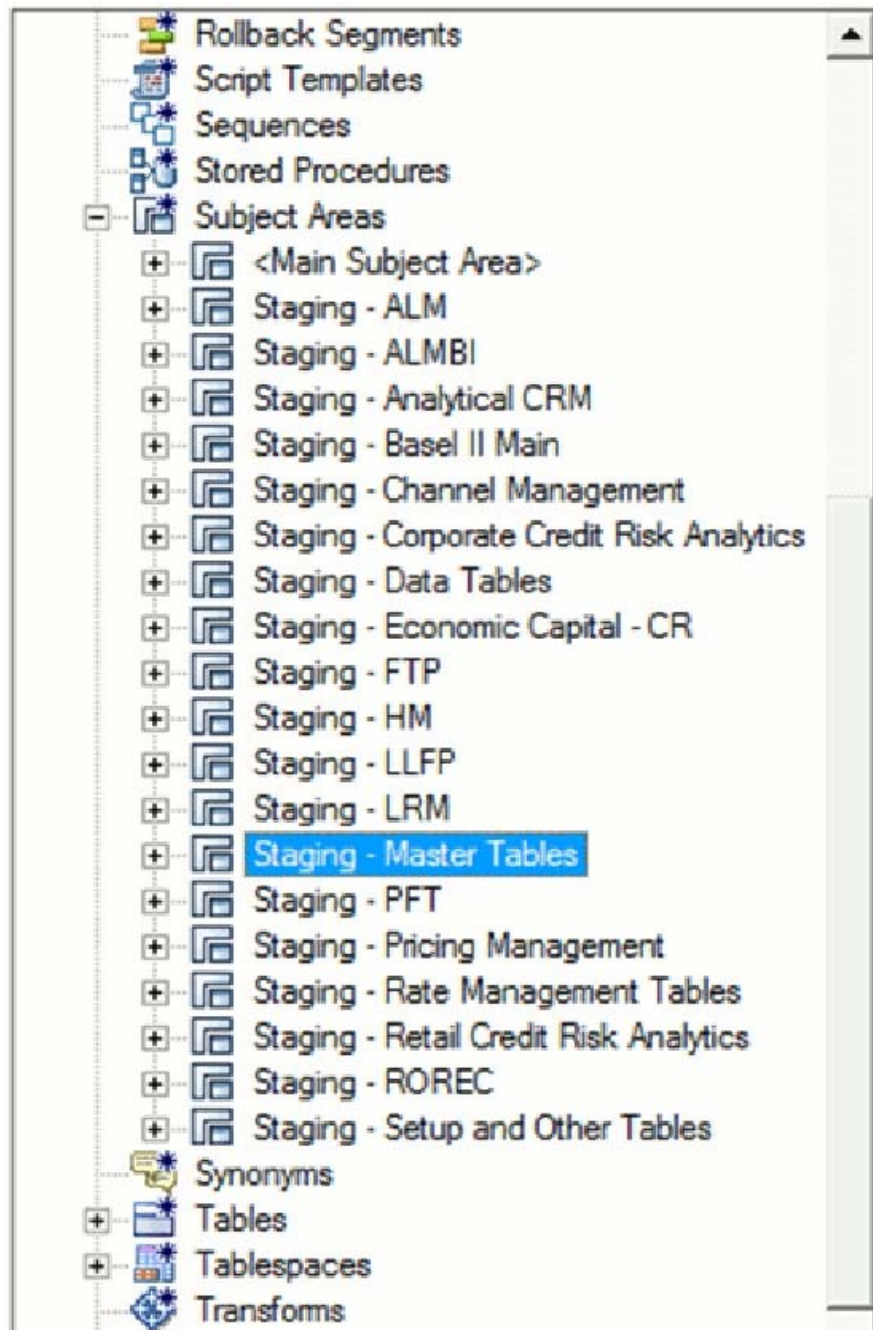 Rollback Segments
Script Templates
Sequences
Stored Procedures
Subject Areas
<Main Subject Area>
Staging - ALM
Staging - ALMBI
Staging - Analytical CRM
Staging - Basel II Main
Staging - Channel Management
Staging - Corporate Credit Risk Analytics
Staging - Data Tables
Staging - Economic Capital - CR
Staging - FTP
Staging - HM
Staging - LLFP
Staging - LRM
Staging - Master Tables
Staging - PFT
Staging - Pricing Management
Staging - Rate Management Tables
Staging - Retail Credit Risk Analytics
Staging - ROREC
Staging - Setup and Other Tables
Synonyms
Tables
Tablespaces
Transforms